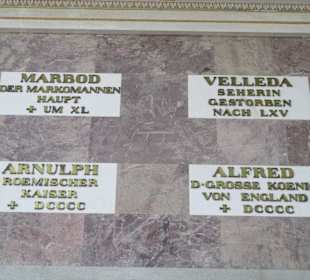 MARBOD
DER MARKOMANNEN
HAUPT
+ UM XL
VELLEDA
SEHERIN
GESTORBEN
NACH LXV
ARNULPH
ROEMISCHER
KAISER
+ DCCCC
ALFRED
D·GROSSE KOENI
VON ENGLAND
+ DCCCC